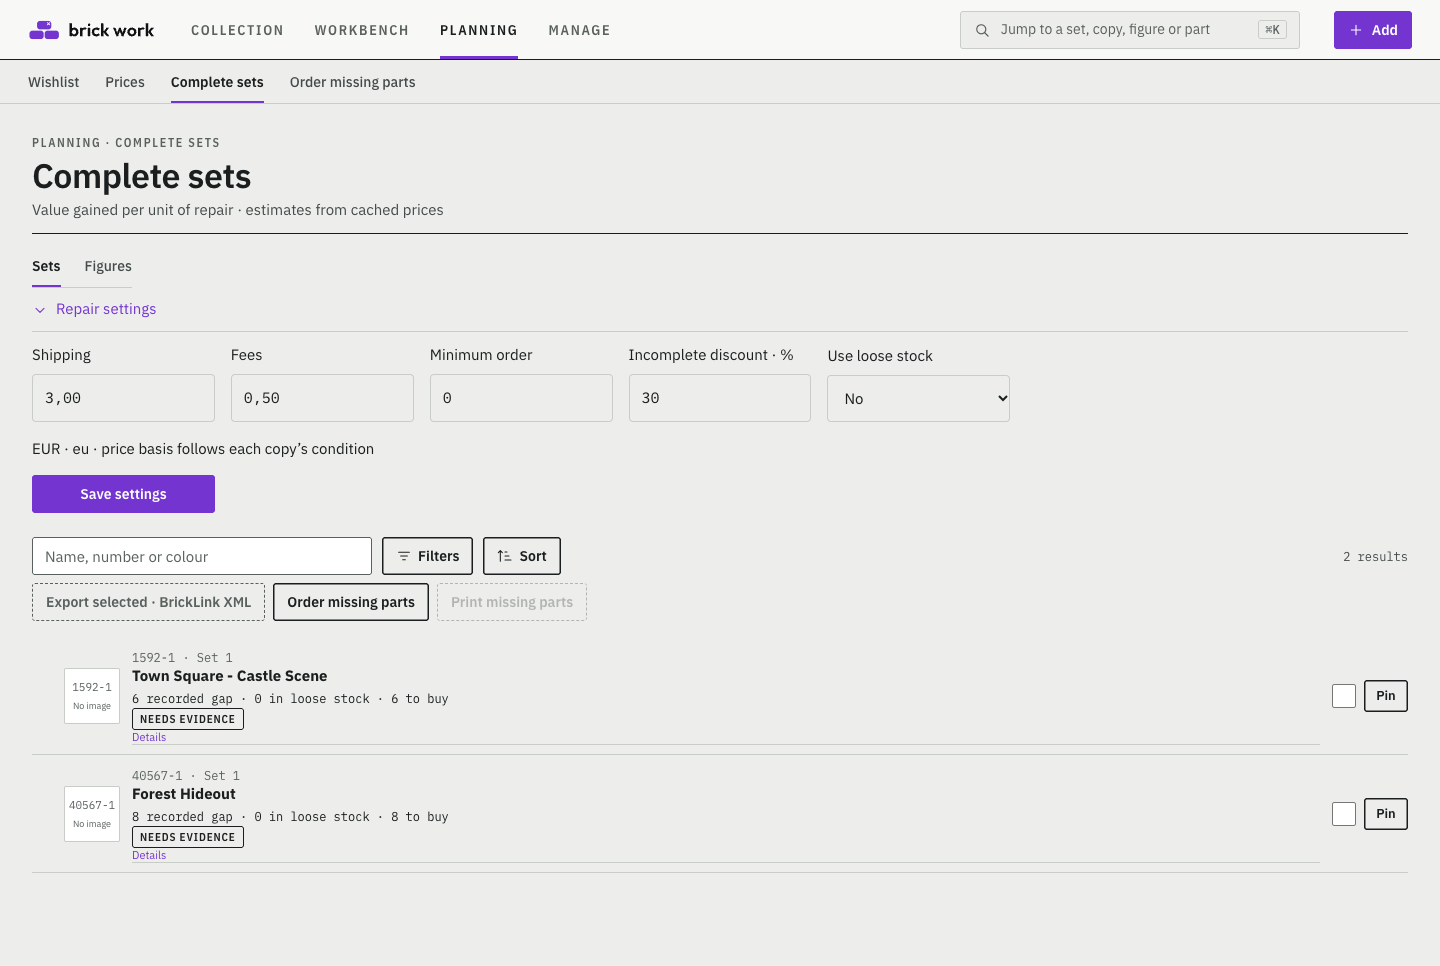 brick work
COLLECTION
WORKBENCH
PLANNING
MANAGE
Jump to a set, copy, figure or part
⌘K
Add
Wishlist
Prices
Complete sets
Order missing parts
PLANNING · COMPLETE SETS
Complete sets
Value gained per unit of repair · estimates from cached prices
Sets
Figures
Repair settings
Shipping
Fees
Minimum order
Incomplete discount · %
Use loose stock
3,00
0,50
0
30
No
EUR · eu · price basis follows each copy’s condition
Save settings
Name, number or colour
Filters
Sort
2 results
Export selected · BrickLink XML
Order missing parts
Print missing parts
1592-1
No image
1592-1 · Set 1
Town Square - Castle Scene
6 recorded gap · 0 in loose stock · 6 to buy
NEEDS EVIDENCE
Details
Pin
40567-1
No image
40567-1 · Set 1
Forest Hideout
8 recorded gap · 0 in loose stock · 8 to buy
NEEDS EVIDENCE
Details
Pin